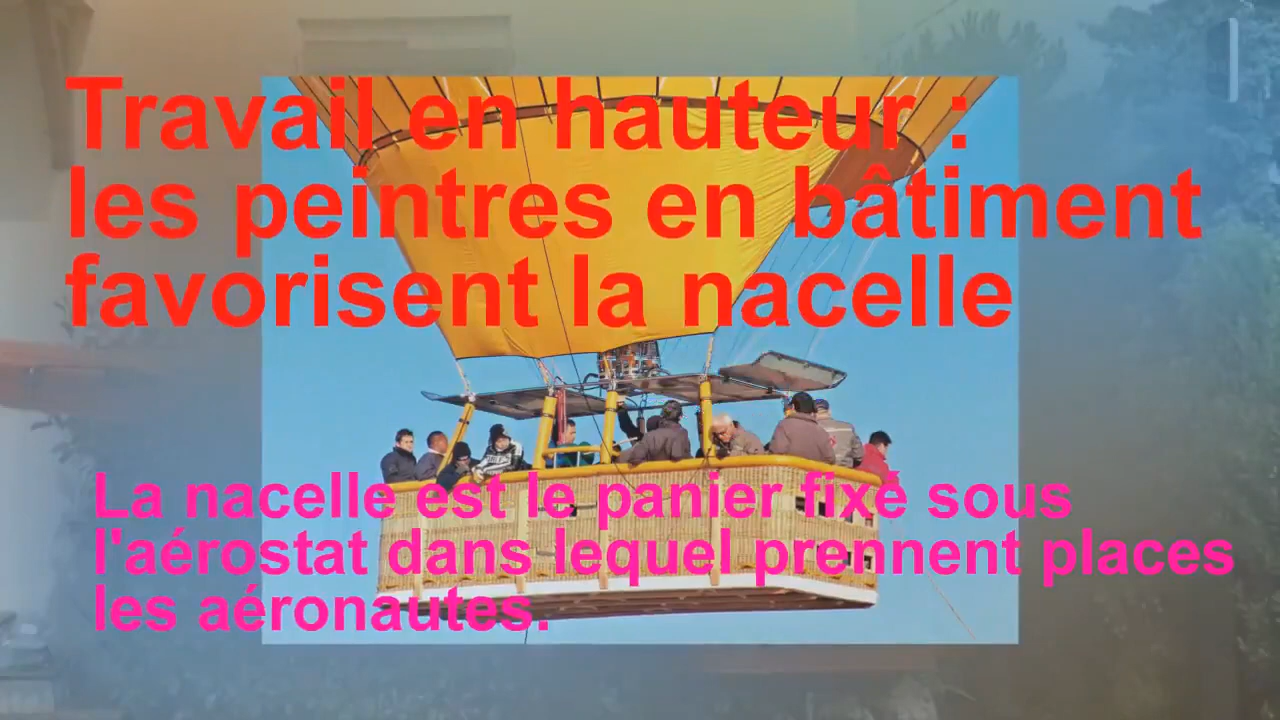 Travail en hauteur :
les peintres en bâtiment
favorisent la nacelle
La nacelle est le panier fixé sous
l'aérostat dans lequel prennent places
les aéronautes.